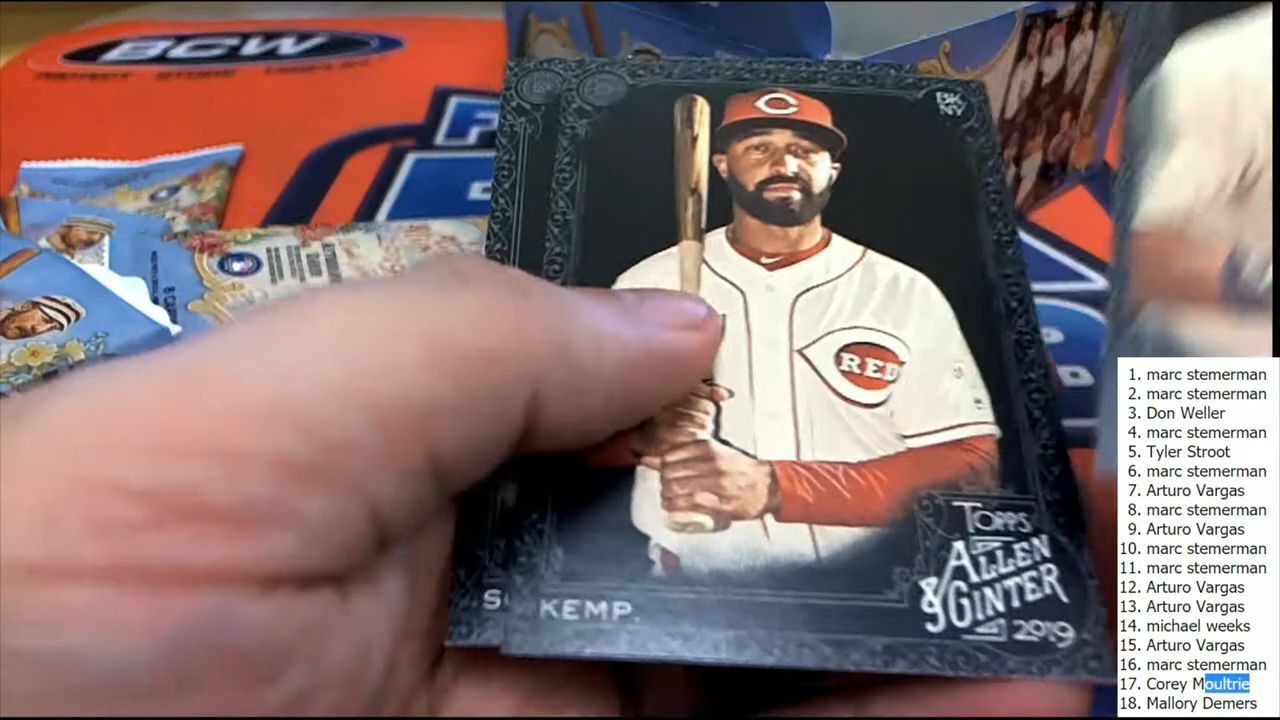 BCW
BK
NY
C
RED
S
KEMP.
TOPPS
ALLEN
& GINTER
2019
1. marc stemerman
2. marc stemerman
3. Don Weller
4. marc stemerman
5. Tyler Stroot
6. marc stemerman
7. Arturo Vargas
8. marc stemerman
9. Arturo Vargas
10. marc stemerman
11. marc stemerman
12. Arturo Vargas
13. Arturo Vargas
14. michael weeks
15. Arturo Vargas
16. marc stemerman
17. Corey Moultrie
18. Mallory Demers